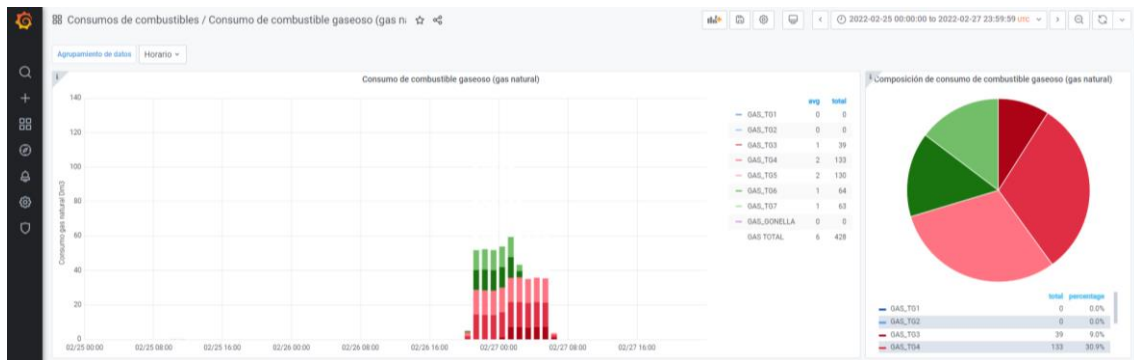 Consumos de combustibles / Consumo de combustible gaseoso (gas n
2022-02-25 00:00:00 to 2022-02-27 23:59:59 UTC
Agrupamiento de datos Horario
Consumo de combustible gaseoso (gas natural)
Consumo gas natural Dm3
140
120
100
80
60
40
20
0
02/25 00:00 02/25 08:00 02/25 16:00 02/26 00:00 02/26 08:00 02/26 16:00 02/27 00:00 02/27 08:00 02/27 16:00
avg total
GAS_TG1 0 0
GAS_TG2 0 0
GAS_TG3 1 39
GAS_TG4 2 133
GAS_TG5 2 130
GAS_TG6 1 64
GAS_TG7 1 63
GAS_GONELLA 0 0
GAS TOTAL 6 428
Composición de consumo de combustible gaseoso (gas natural)
total percentage
GAS_TG1 0 0.0%
GAS_TG2 0 0.0%
GAS_TG3 39 9.0%
GAS_TG4 133 30.9%